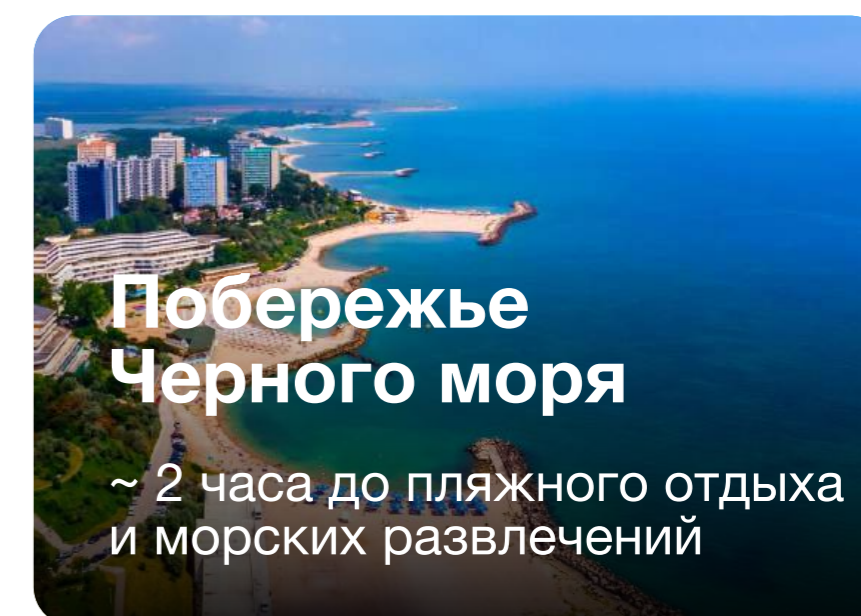 Побережье
Черного моря
~ 2 часа до пляжного отдыха
и морских развлечений